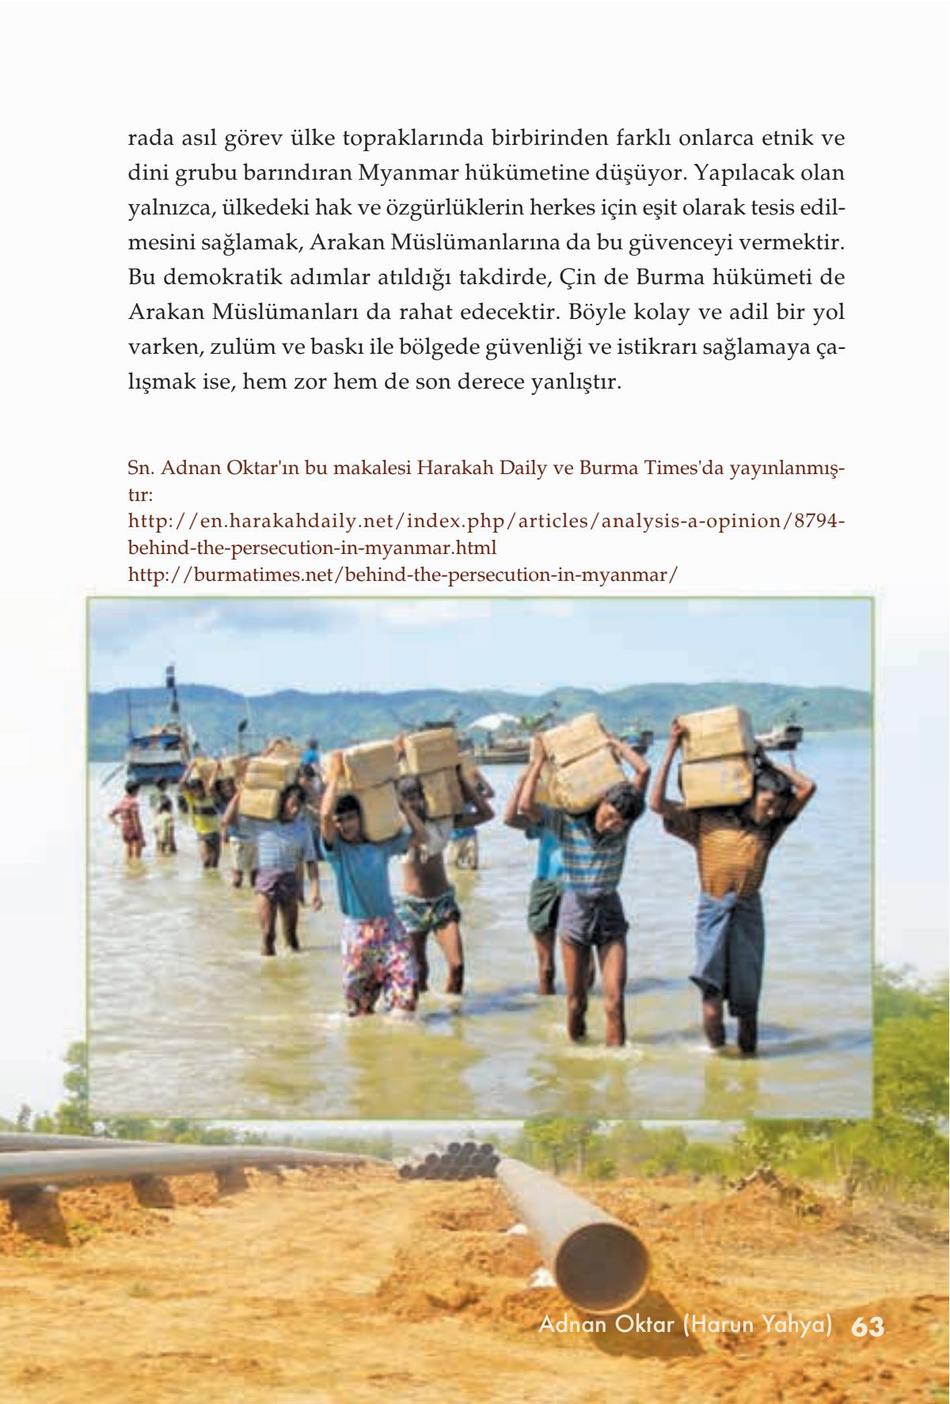 rada asıl görev ülke topraklarında birbirinden farklı onlarca etnik ve
dini grubu barındıran Myanmar hükümetine düşüyor. Yapılacak olan
yalnızca, ülkedeki hak ve özgürlüklerin herkes için eşit olarak tesis edil-
mesini sağlamak, Arakan Müslümanlarına da bu güvenceyi vermektir.
Bu demokratik adımlar atıldığı takdirde, Çin de Burma hükümeti de
Arakan Müslümanları da rahat edecektir. Böyle kolay ve adil bir yol
varken, zulüm ve baskı ile bölgede güvenliği ve istikrarı sağlamaya ça-
lışmak ise, hem zor hem de son derece yanlıştır.
Sn. Adnan Oktar'ın bu makalesi Harakah Daily ve Burma Times'da yayınlanmış-
tır:
http://en.harakahdaily.net/index.php/articles/analysis-a-opinion/8794-
behind-the-persecution-in-myanmar.html
http://burmatimes.net/behind-the-persecution-in-myanmar/
Adnan Oktar (Harun Yahya) 63